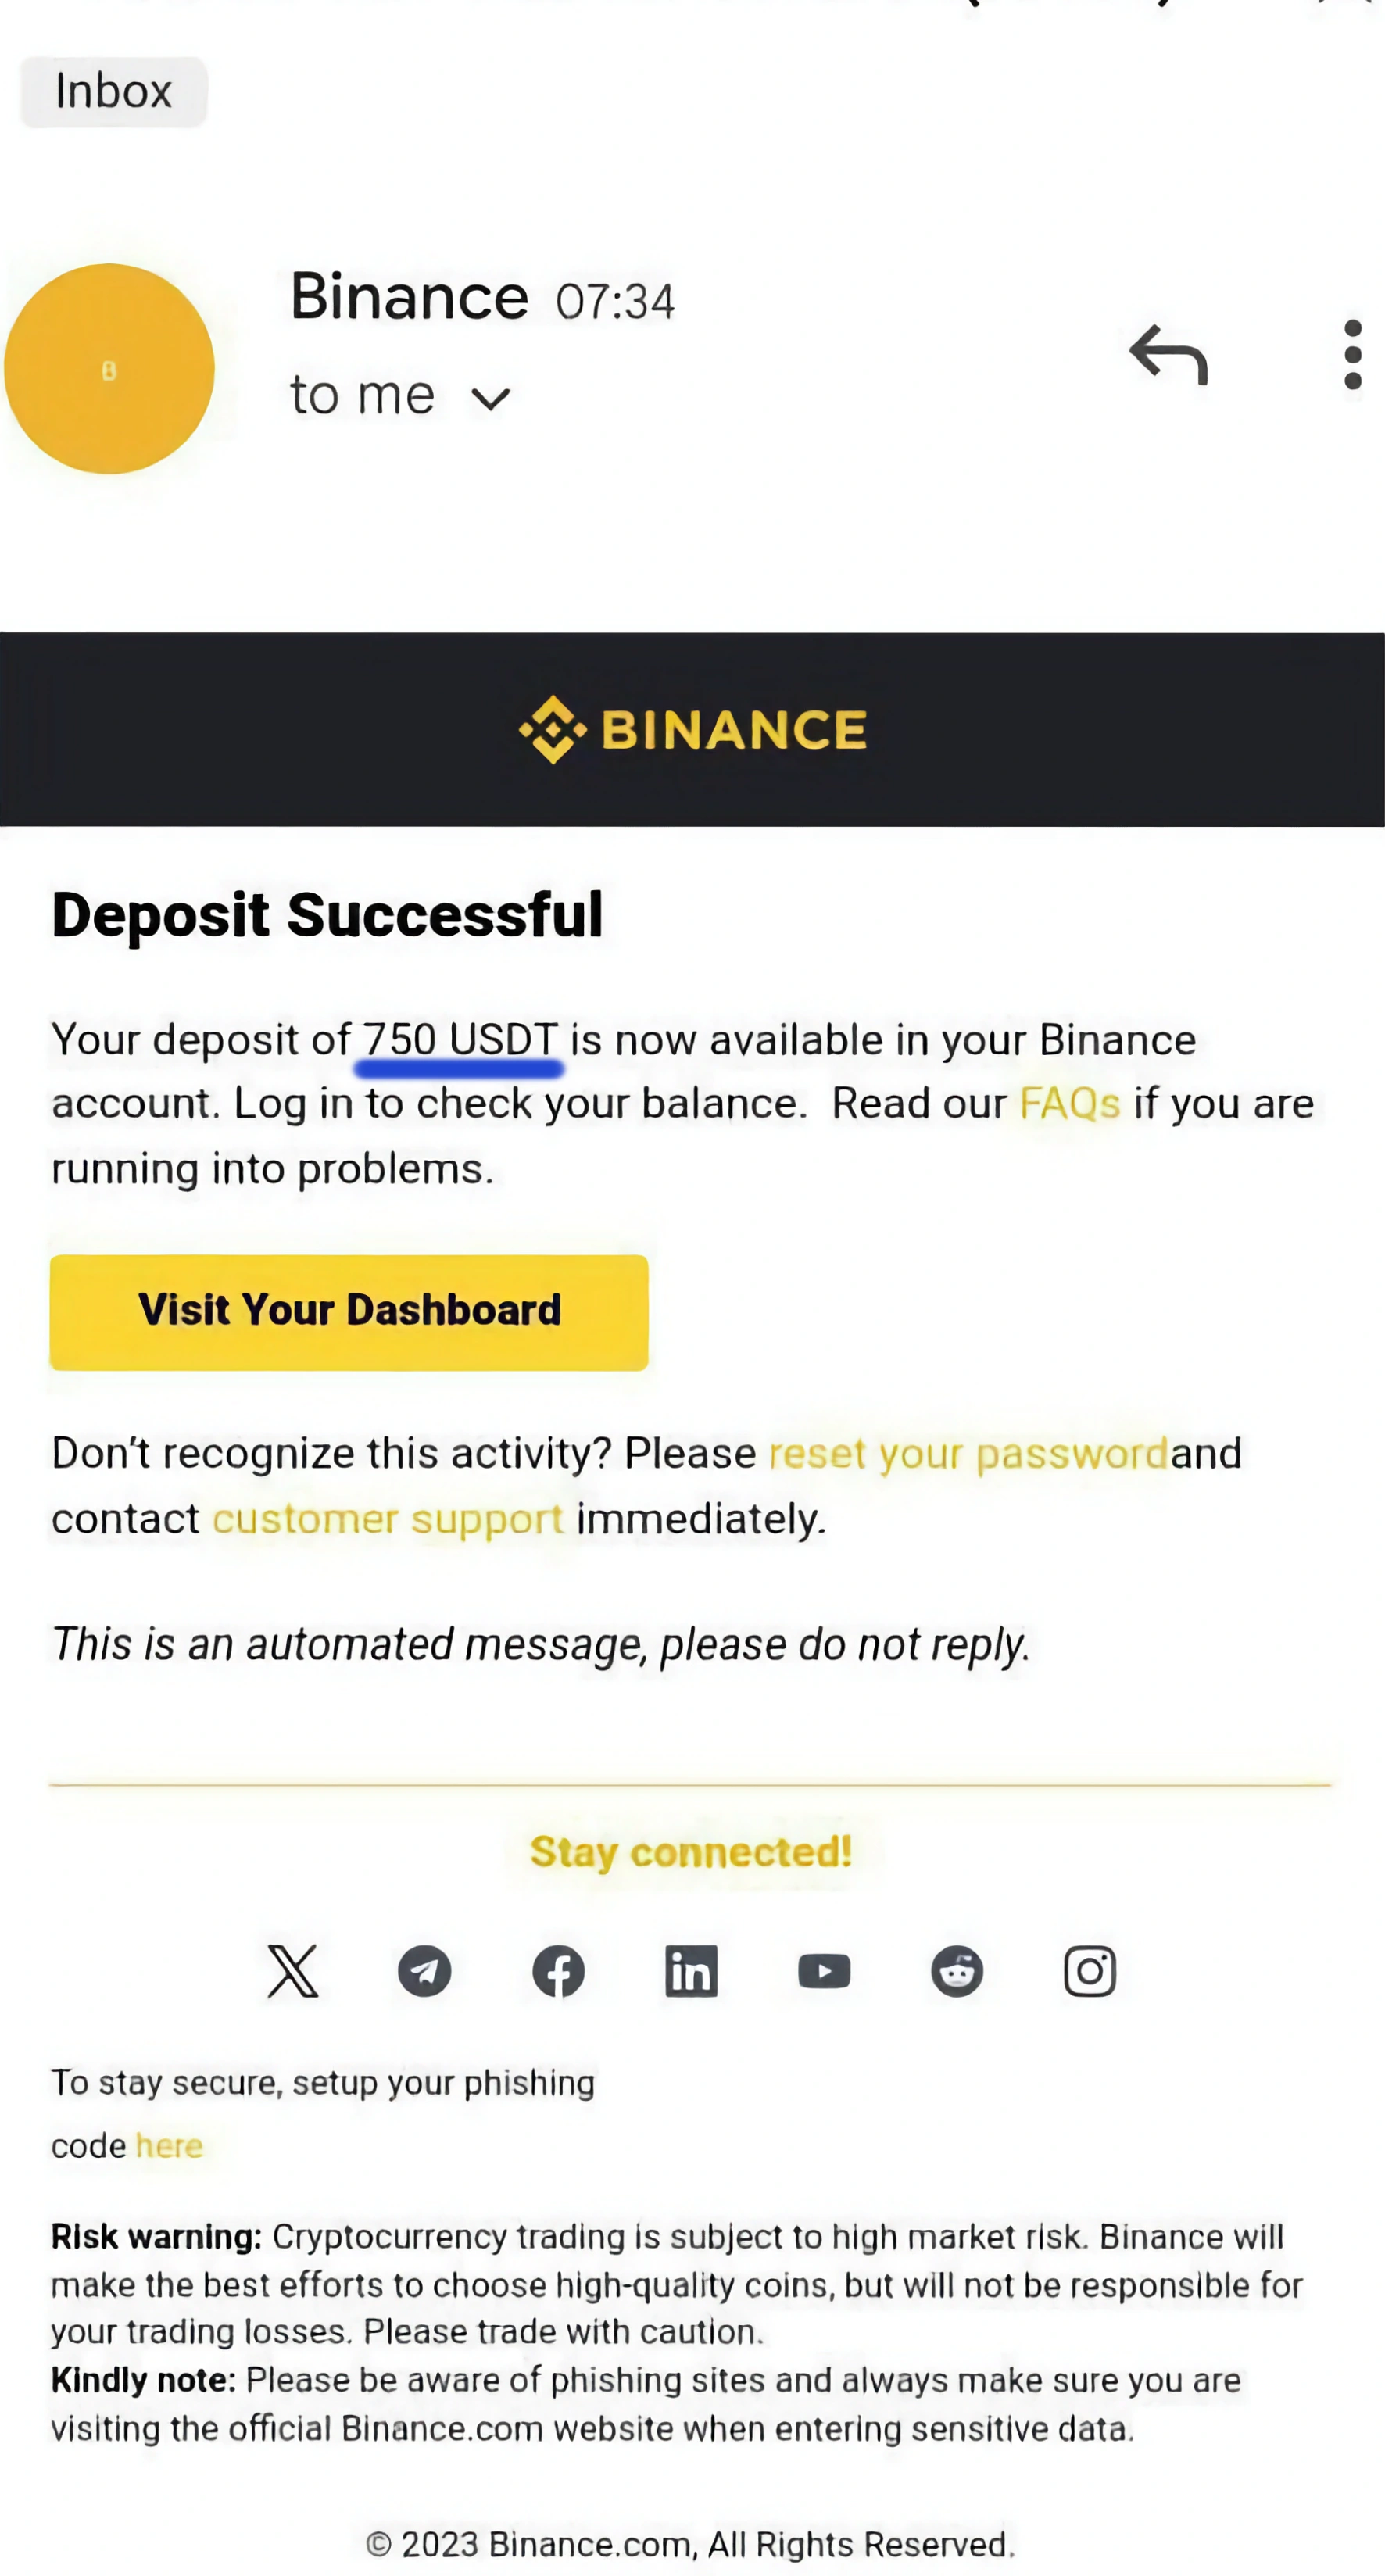 Inbox
Binance 07:34
to me
B
BINANCE
Deposit Successful
Your deposit of 750 USDT is now available in your Binance
account. Log in to check your balance.  Read our FAQs if you are
running into problems.
Visit Your Dashboard
Don't recognize this activity? Please reset your passwordand
contact customer support immediately.
This is an automated message, please do not reply.
Stay connected!
To stay secure, setup your phishing
code here
Risk warning: Cryptocurrency trading is subject to high market risk. Binance will
make the best efforts to choose high-quality coins, but will not be responsible for
your trading losses. Please trade with caution.
Kindly note: Please be aware of phishing sites and always make sure you are
visiting the official Binance.com website when entering sensitive data.
© 2023 Binance.com, All Rights Reserved.